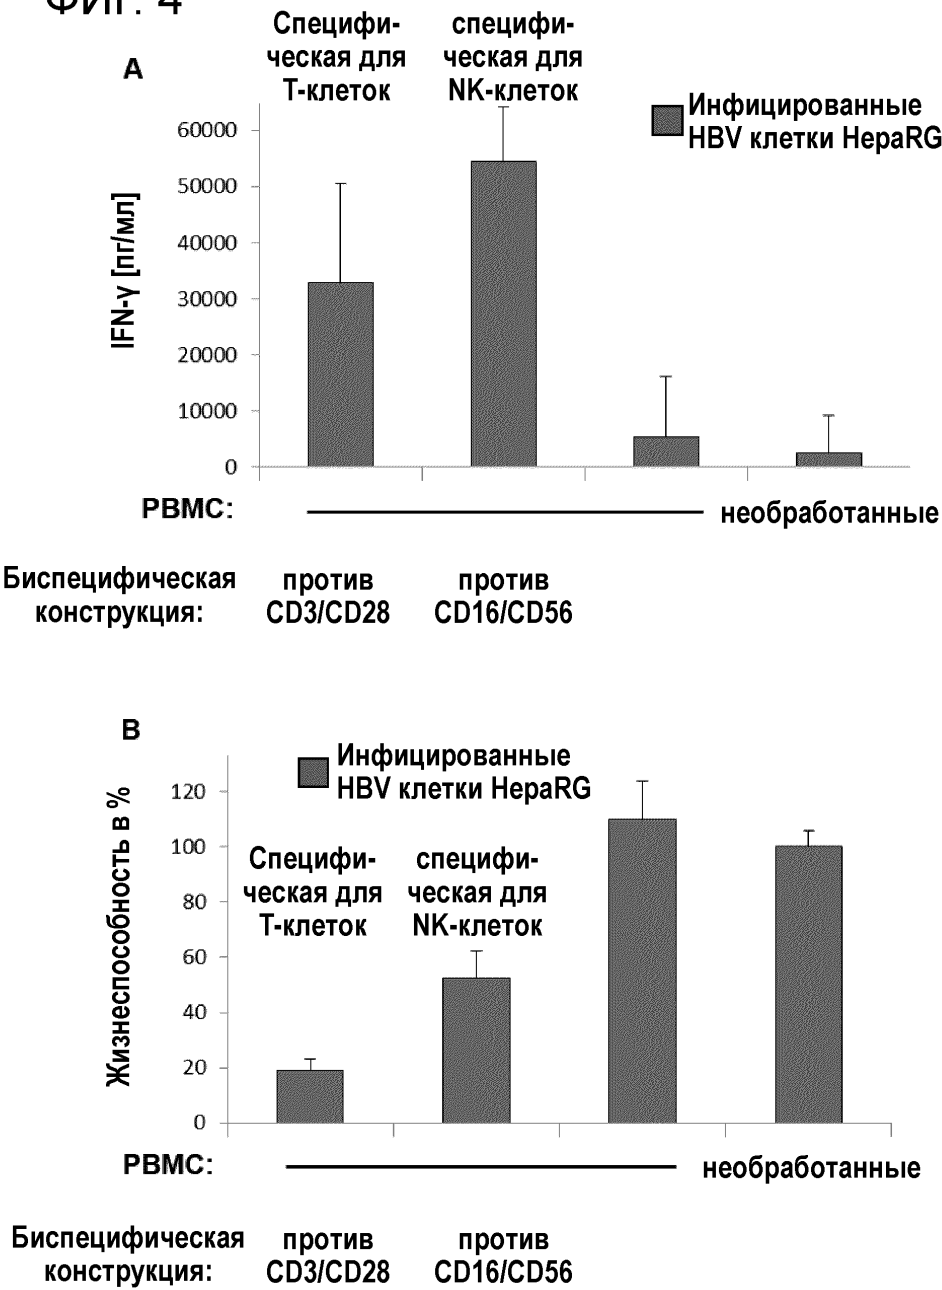 ФИГ. 4
A
Специфи-
ческая для
Т-клеток
специфи-
ческая для
NK-клеток
Инфицированные
HBV клетки HepaRG
IFN-γ [пг/мл]
60000
50000
40000
30000
20000
10000
0
PBMC:
необработанные
Биспецифическая
конструкция:
против
CD3/CD28
против
CD16/CD56
B
Инфицированные
HBV клетки HepaRG
Жизнеспособность в %
120
100
80
60
40
20
0
Специфи-
ческая для
Т-клеток
специфи-
ческая для
NK-клеток
PBMC:
необработанные
Биспецифическая
конструкция:
против
CD3/CD28
против
CD16/CD56